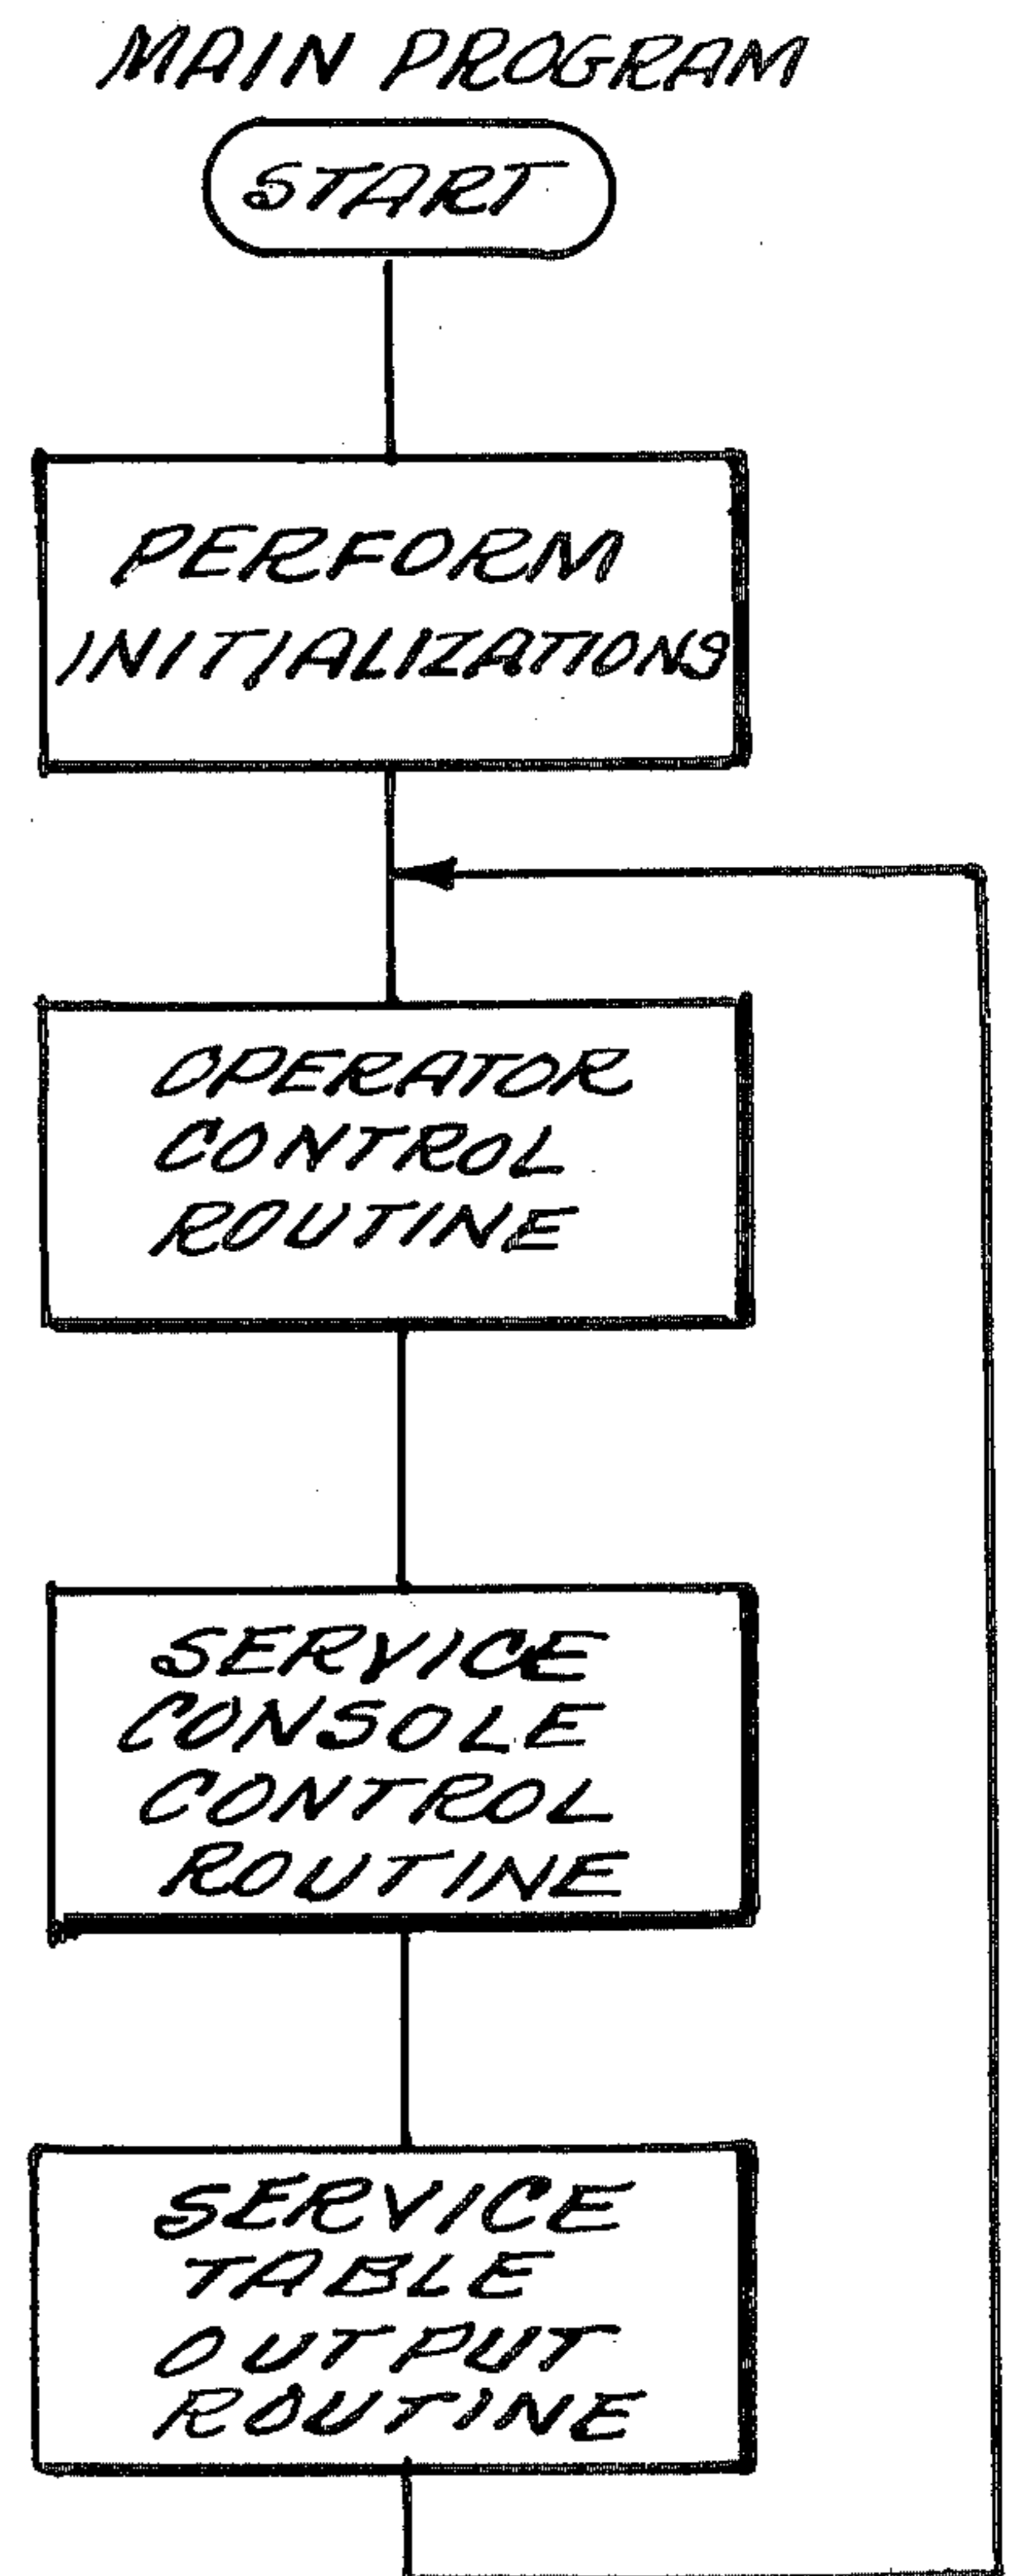 MAIN PROGRAM
START
PERFORM
INITIALIZATIONS
OPERATOR
CONTROL
ROUTINE
SERVICE
CONSOLE
CONTROL
ROUTINE
SERVICE
TABLE
OUTPUT
ROUTINE